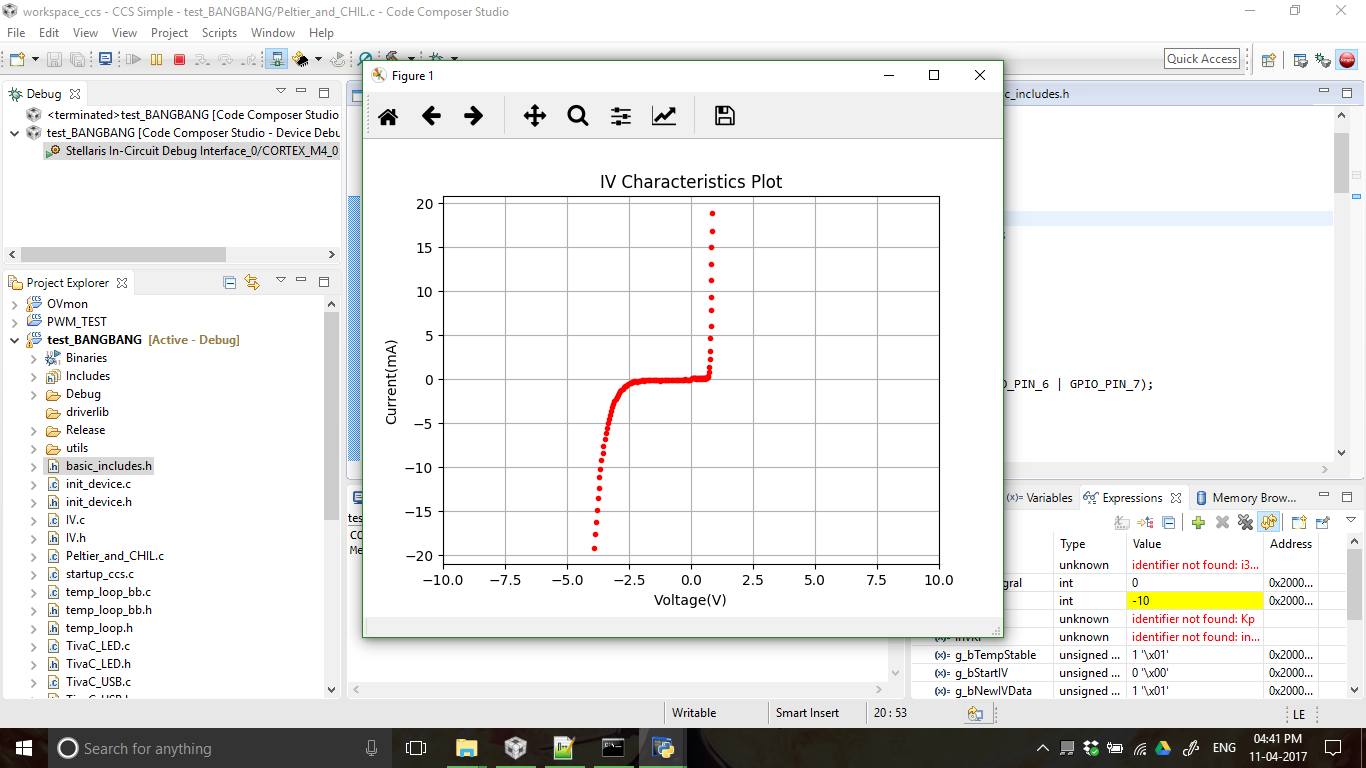 workspace_ccs - CCS Simple - test_BANGBANG/Peltier_and_CHIL.c - Code Composer Studio
File Edit View View Project Scripts Window Help
Quick Access
Debug
<terminated>test_BANGBANG [Code Composer Studio
test_BANGBANG [Code Composer Studio - Device Debu
Stellaris In-Circuit Debug Interface_0/CORTEX_M4_0
Project Explorer
OVmon
PWM_TEST
test_BANGBANG [Active - Debug]
Binaries
Includes
Debug
driverlib
Release
utils
basic_includes.h
init_device.c
init_device.h
IV.c
IV.h
Peltier_and_CHIL.c
startup_ccs.c
temp_loop_bb.c
temp_loop_bb.h
temp_loop.h
TivaC_LED.c
TivaC_LED.h
TivaC_USB.c
Figure 1
IV Characteristics Plot
20
15
10
5
0
−5
−10
−15
−20
Current(mA)
−10.0 −7.5 −5.0 −2.5 0.0 2.5 5.0 7.5 10.0
Voltage(V)
c_includes.h
O_PIN_6 | GPIO_PIN_7);
tes
CO
Me
(x)= Variables Expressions Memory Brow...
Type Value Address
unknown identifier not found: i3...
gral int 0 0x2000...
int -10 0x2000...
unknown identifier not found: Kp
unknown identifier not found: in...
(x)= g_bTempStable unsigned ... 1 '\x01' 0x2000...
(x)= g_bStartIV unsigned ... 0 '\x00' 0x2000...
(x)= g_bNewIVData unsigned ... 1 '\x01' 0x2000...
Writable Smart Insert 20 : 53 LE
Search for anything
ENG
04:41 PM
11-04-2017